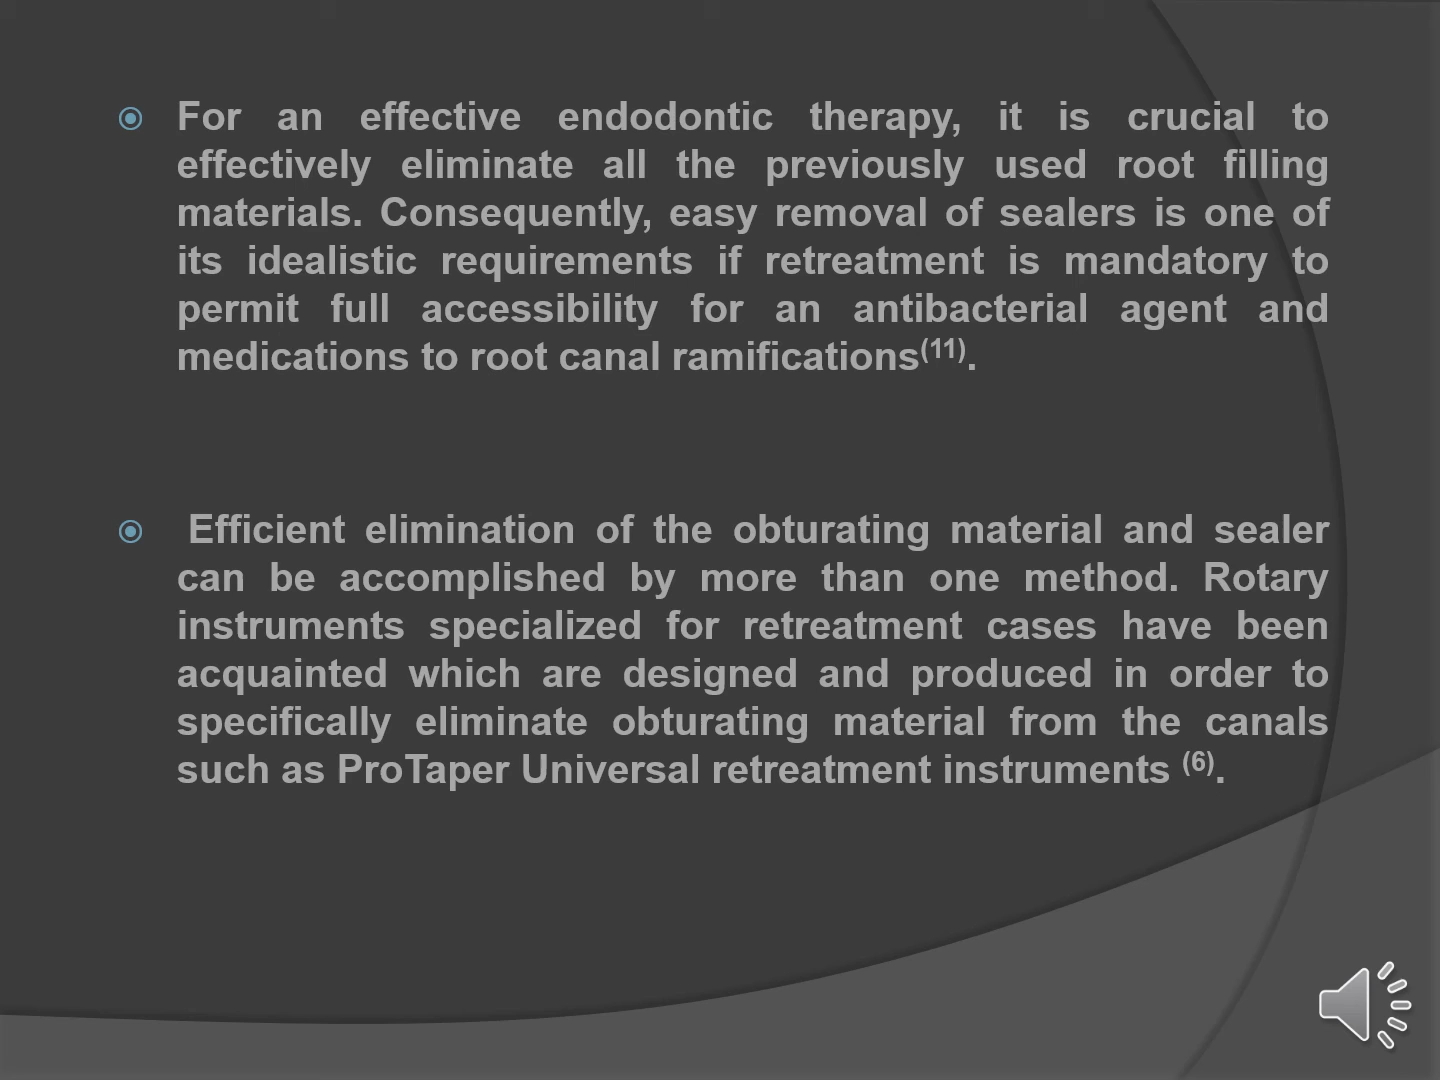 For an effective endodontic therapy, it is crucial to
effectively eliminate all the previously used root filling
materials. Consequently, easy removal of sealers is one of
its idealistic requirements if retreatment is mandatory to
permit full accessibility for an antibacterial agent and
medications to root canal ramifications(11).
Efficient elimination of the obturating material and sealer
can be accomplished by more than one method. Rotary
instruments specialized for retreatment cases have been
acquainted which are designed and produced in order to
specifically eliminate obturating material from the canals
such as ProTaper Universal retreatment instruments (6).